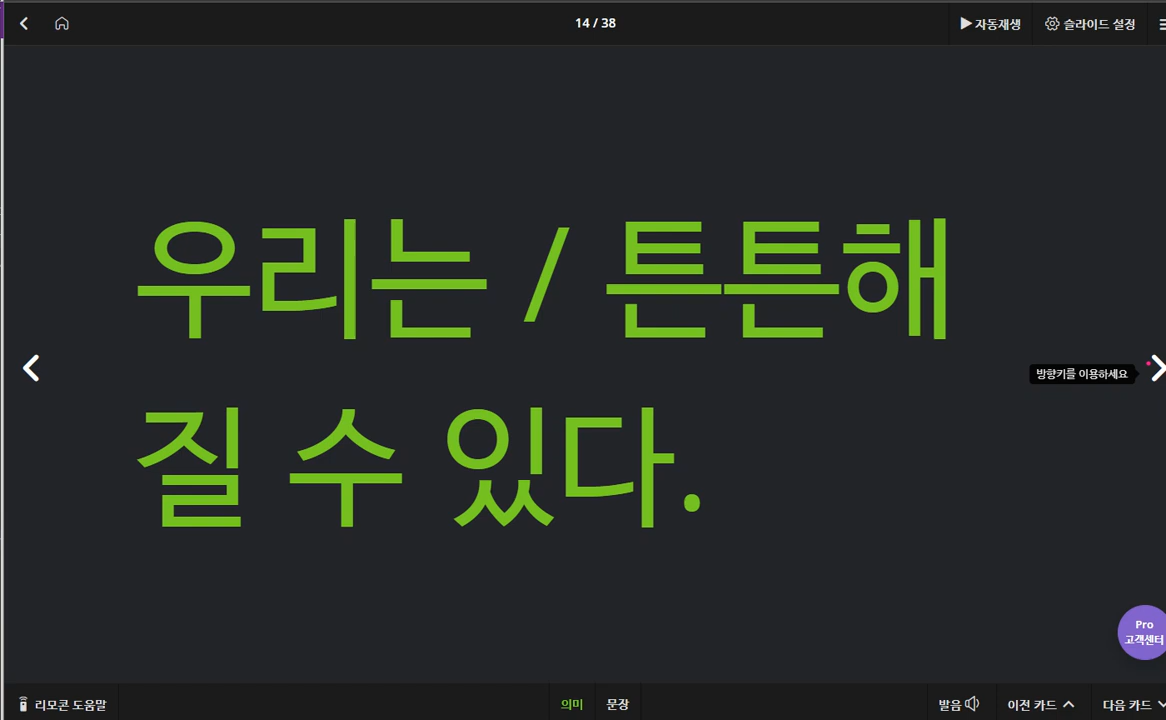 14 / 38
자동재생
슬라이드 설정
우리는 / 튼튼해
질 수 있다.
방향키를 이용하세요
Pro
고객센터
리모콘 도움말
의미
문장
발음
이전 카드
다음 카드